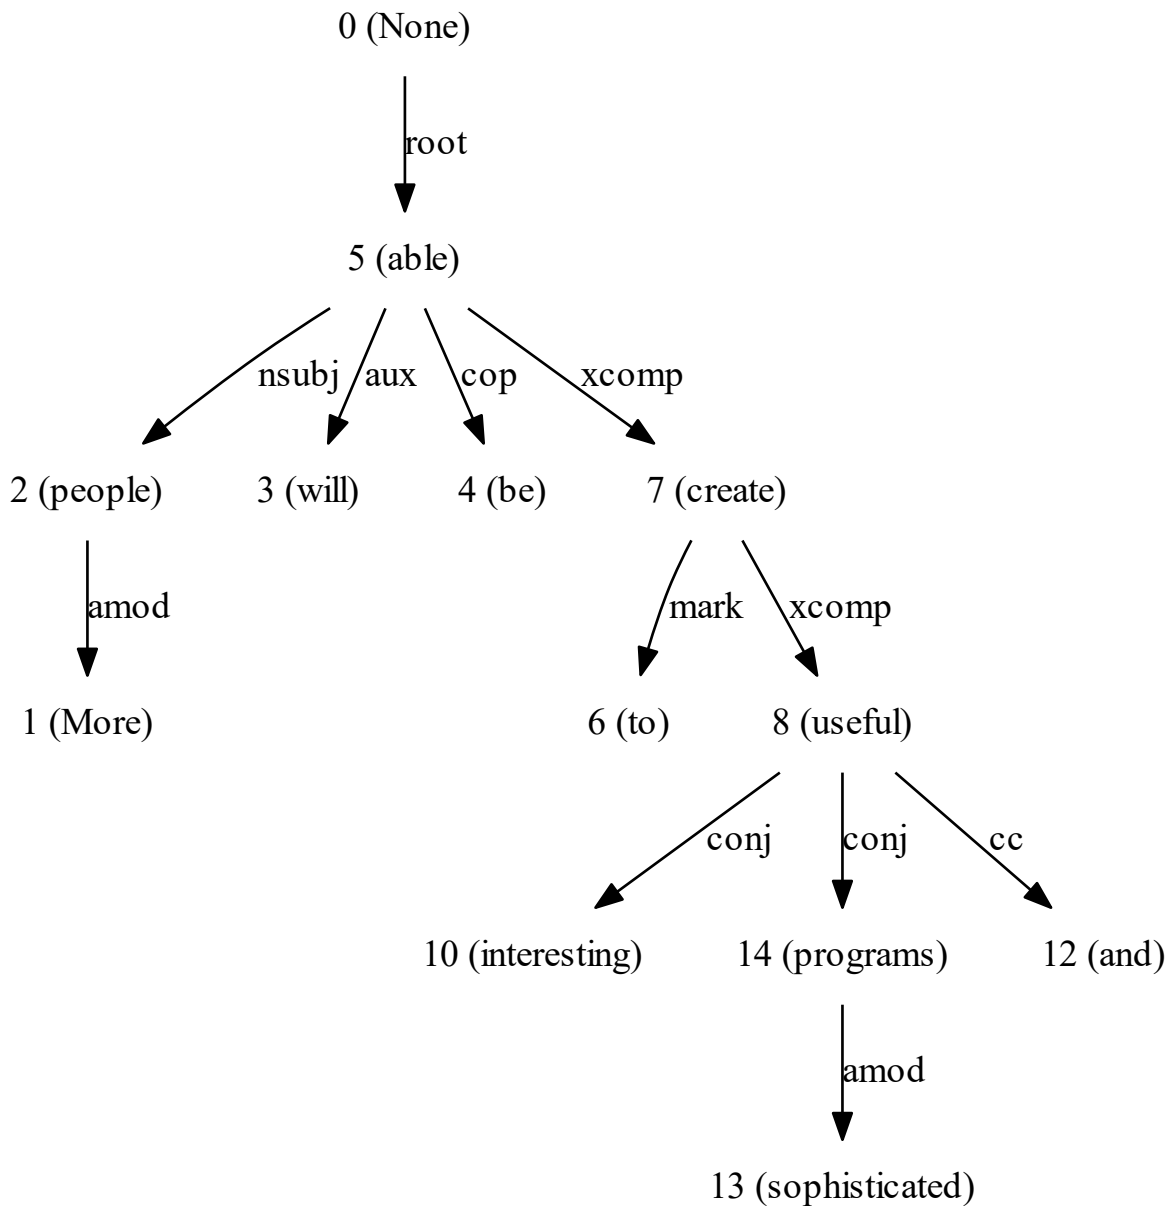 0 (None)
root
5 (able)
nsubj aux cop xcomp
2 (people) 3 (will) 4 (be) 7 (create)
amod mark xcomp
1 (More) 6 (to) 8 (useful)
conj conj cc
10 (interesting) 14 (programs) 12 (and)
amod
13 (sophisticated)